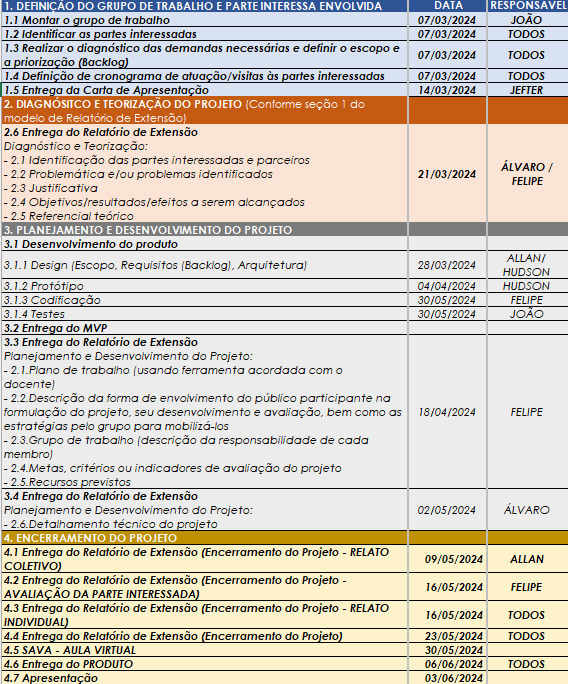 1. DEFINIÇÃO DO GRUPO DE TRABALHO E PARTE INTERESSA ENVOLVIDA DATA RESPONSÁVEL
1.1 Montar o grupo de trabalho 07/03/2024 JOÃO
1.2 Identificar as partes interessadas 07/03/2024 TODOS
1.3 Realizar o diagnóstico das demandas necessárias e definir o escopo e
a priorização (Backlog) 07/03/2024 TODOS
1.4 Definição de cronograma de atuação/visitas às partes interessadas 07/03/2024 TODOS
1.5 Entrega da Carta de Apresentação 14/03/2024 JEFTER
2. DIAGNÓSITCO E TEORIZAÇÃO DO PROJETO (Conforme seção 1 do
modelo de Relatório de Extensão)
2.6 Entrega do Relatório de Extensão
Diagnóstico e Teorização:
- 2.1 Identificação das partes interessadas e parceiros
- 2.2 Problemática e/ou problemas identificados
- 2.3 Justificativa
- 2.4 Objetivos/resultados/efeitos a serem alcançados
- 2.5 Referencial teórico
21/03/2024
ÁLVARO /
FELIPE
3. PLANEJAMENTO E DESENVOLVIMENTO DO PROJETO
3.1 Desenvolvimento do produto
3.1.1 Design (Escopo, Requisitos (Backlog), Arquitetura) 28/03/2024 ALLAN/
HUDSON
3.1.2 Protótipo 04/04/2024 HUDSON
3.1.3 Codificação 30/05/2024 FELIPE
3.1.4 Testes 30/05/2024 JOÃO
3.2 Entrega do MVP
3.3 Entrega do Relatório de Extensão
Planejamento e Desenvolvimento do Projeto:
- 2.1.Plano de trabalho (usando ferramenta acordada com o
docente)
- 2.2.Descrição da forma de envolvimento do público participante na
formulação do projeto, seu desenvolvimento e avaliação, bem como as
estratégias pelo grupo para mobilizá-los
- 2.3.Grupo de trabalho (descrição da responsabilidade de cada
membro)
- 2.4.Metas, critérios ou indicadores de avaliação do projeto
- 2.5.Recursos previstos
18/04/2024 FELIPE
3.4 Entrega do Relatório de Extensão
Planejamento e Desenvolvimento do Projeto:
- 2.6.Detalhamento técnico do projeto
02/05/2024 ÁLVARO
4. ENCERRAMENTO DO PROJETO
4.1 Entrega do Relatório de Extensão (Encerramento do Projeto - RELATO
COLETIVO) 09/05/2024 ALLAN
4.2 Entrega do Relatório de Extensão (Encerramento do Projeto -
AVALIAÇÃO DA PARTE INTERESSADA) 16/05/2024 FELIPE
4.3 Entrega do Relatório de Extensão (Encerramento do Projeto - RELATO
INDIVIDUAL) 16/05/2024 TODOS
4.4 Entrega do Relatório de Extensão (Encerramento do Projeto) 23/05/2024 TODOS
4.5 SAVA - AULA VIRTUAL 30/05/2024
4.6 Entrega do PRODUTO 06/06/2024 TODOS
4.7 Apresentação 03/06/2024